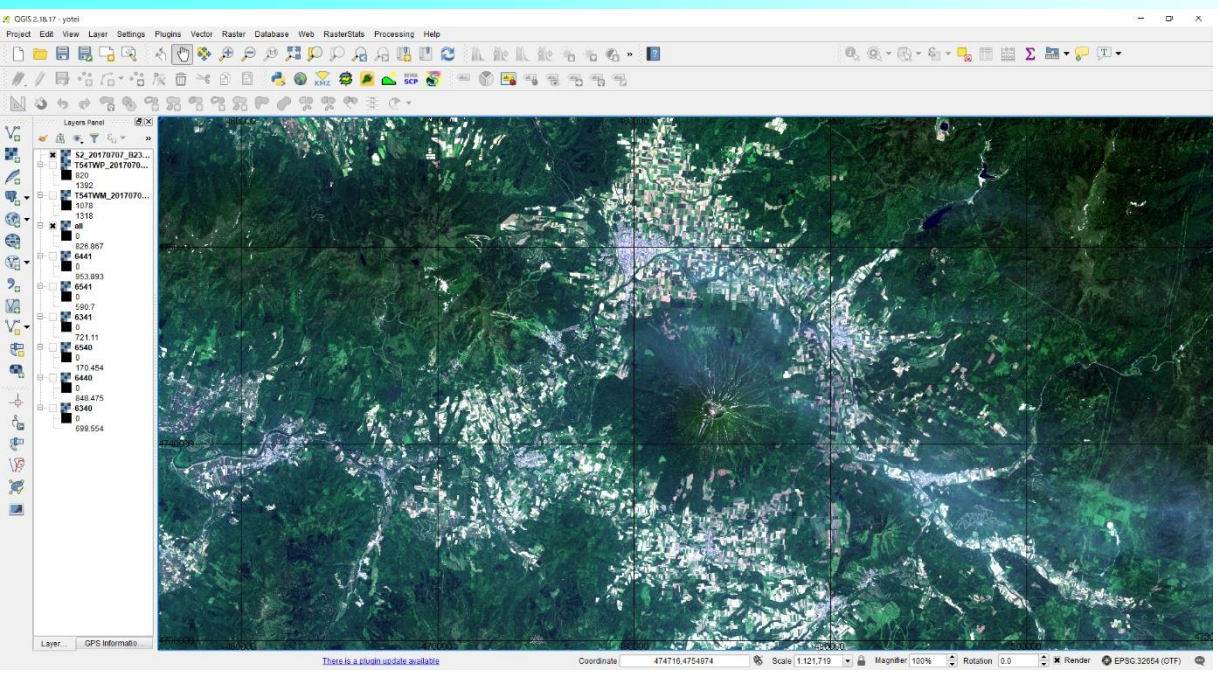 QGIS 2.18.17 - yotei
Project Edit View Layer Settings Plugins Vector Raster Database Web RasterStats Processing Help
KMZ SCP
Layers Panel
S2_20170707_B23...
T54TWP_2017070...
820
1392
T54TWM_2017070...
1078
1318
all
0
826.867
6441
0
953.893
6541
0
590.7
6341
0
721.11
6540
0
170.454
6440
0
848.475
6340
0
699.554
4740000
Layer... GPS Informatio...
There is a plugin update available Coordinate 474716,4754974 Scale 1:121,719 Magnifier 100% Rotation 0.0 Render EPSG:32654 (OTF)